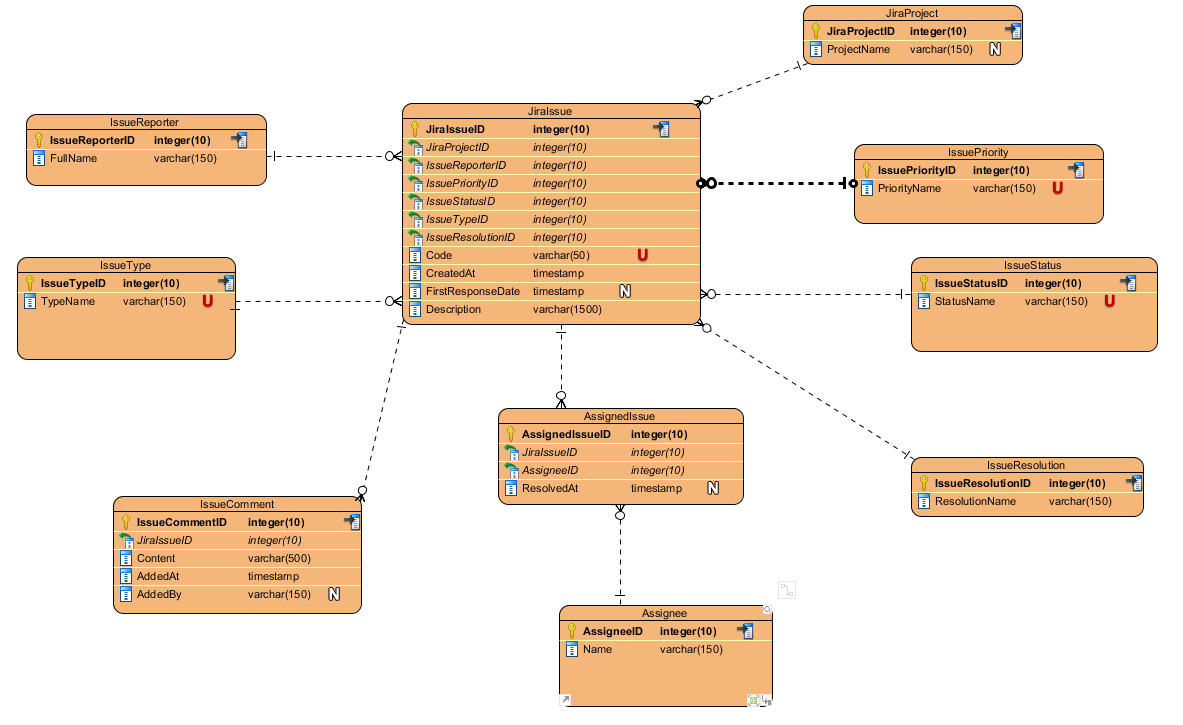 JiraProject
JiraProjectID integer(10)
ProjectName varchar(150) N
IssueReporter
IssueReporterID integer(10)
FullName varchar(150)
JiraIssue
JiraIssueID integer(10)
JiraProjectID integer(10)
IssueReporterID integer(10)
IssuePriorityID integer(10)
IssueStatusID integer(10)
IssueTypeID integer(10)
IssueResolutionID integer(10)
Code varchar(50) U
CreatedAt timestamp
FirstResponseDate timestamp N
Description varchar(1500)
IssuePriority
IssuePriorityID integer(10)
PriorityName varchar(150) U
IssueType
IssueTypeID integer(10)
TypeName varchar(150) U
IssueStatus
IssueStatusID integer(10)
StatusName varchar(150) U
AssignedIssue
AssignedIssueID integer(10)
JiraIssueID integer(10)
AssigneeID integer(10)
ResolvedAt timestamp N
IssueResolution
IssueResolutionID integer(10)
ResolutionName varchar(150)
IssueComment
IssueCommentID integer(10)
JiraIssueID integer(10)
Content varchar(500)
AddedAt timestamp
AddedBy varchar(150) N
Assignee
AssigneeID integer(10)
Name varchar(150)